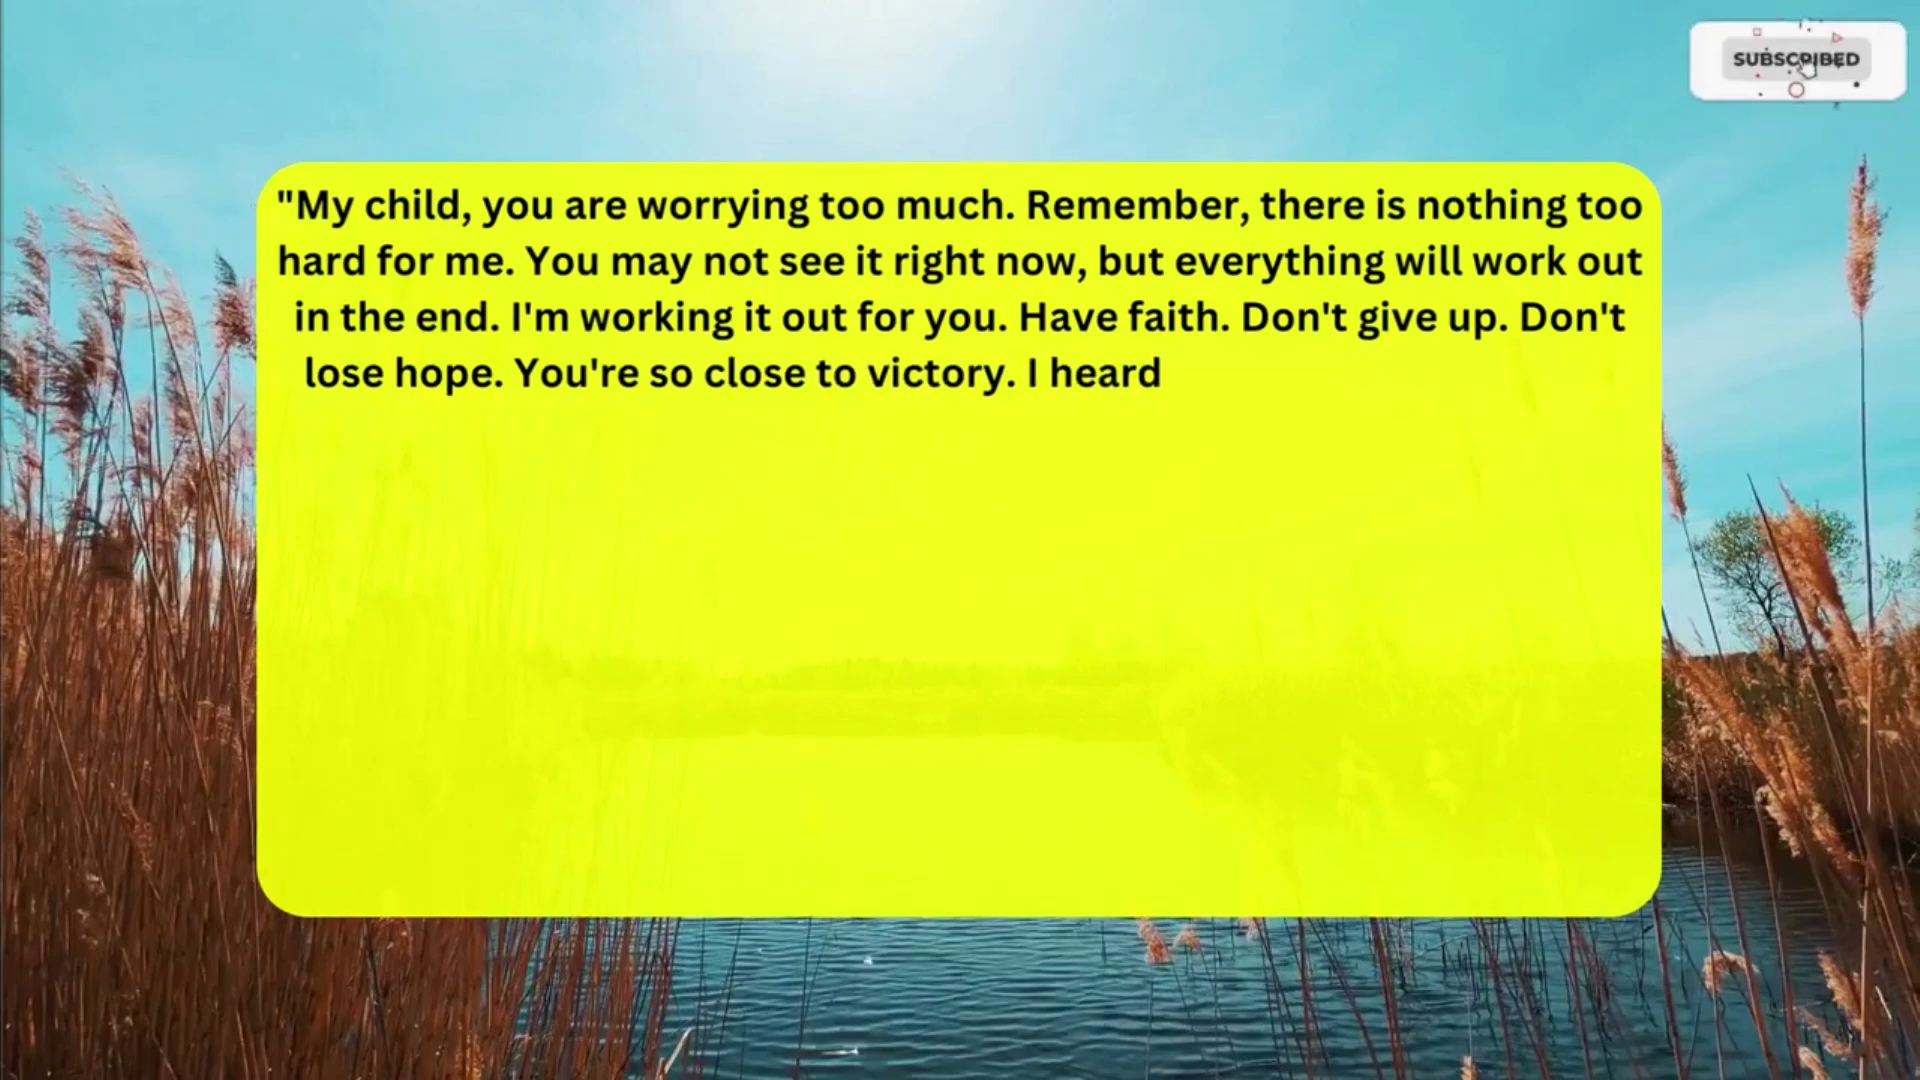 SUBSCRIBED
"My child, you are worrying too much. Remember, there is nothing too
hard for me. You may not see it right now, but everything will work out
in the end. I'm working it out for you. Have faith. Don't give up. Don't
lose hope. You're so close to victory. I heard